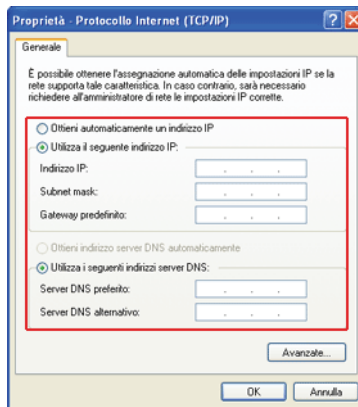 Proprietà - Protocollo Internet (TCP/IP)
Generale
È possibile ottenere l'assegnazione automatica delle impostazioni IP se la
rete supporta tale caratteristica. In caso contrario, sarà necessario
richiedere all'amministratore di rete le impostazioni IP corrette.
Ottieni automaticamente un indirizzo IP
Utilizza il seguente indirizzo IP:
Indirizzo IP:
Subnet mask:
Gateway predefinito:
Ottieni indirizzo server DNS automaticamente
Utilizza i seguenti indirizzi server DNS:
Server DNS preferito:
Server DNS alternativo:
Avanzate...
OK Annulla